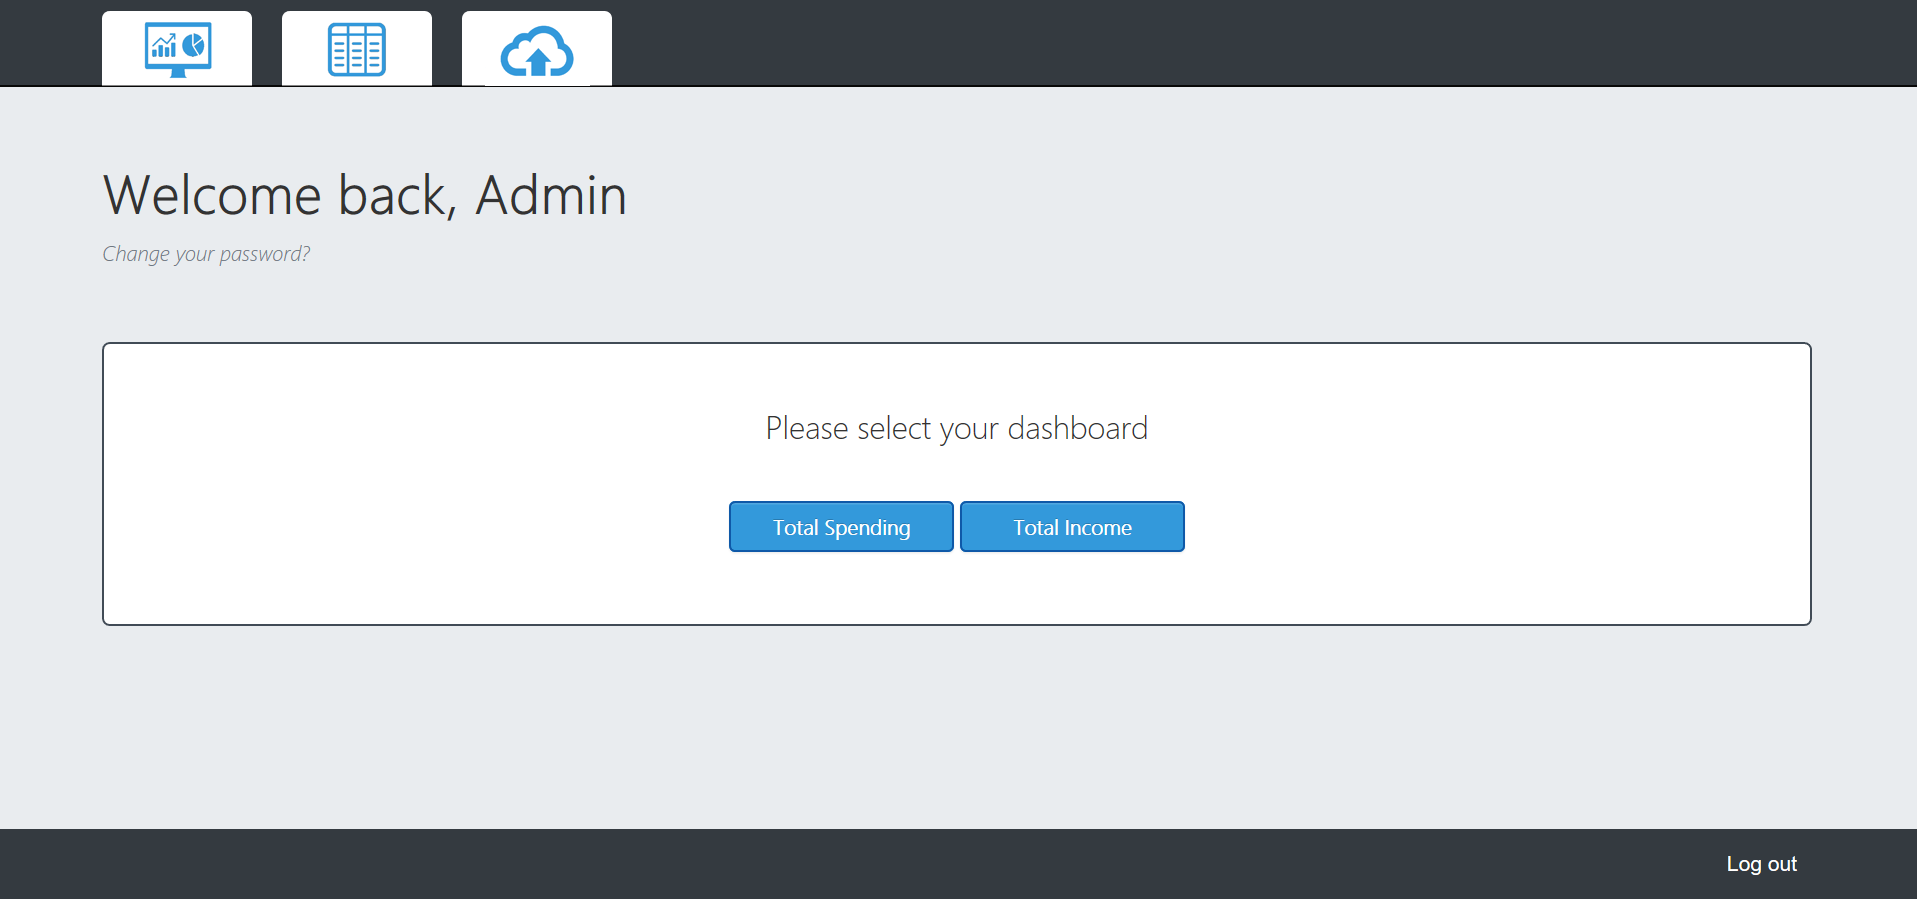 Welcome back, Admin
Change your password?
Please select your dashboard
Total Spending
Total Income
Log out